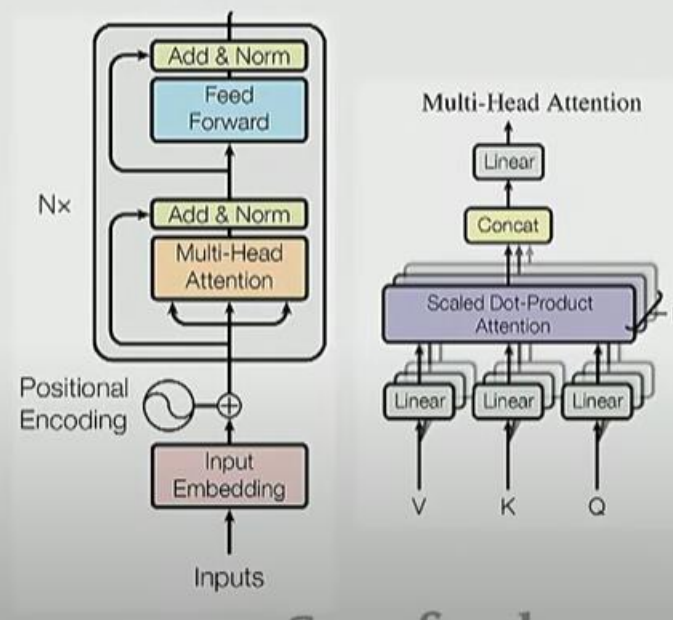 Add & Norm
Feed
Forward
Nx
Add & Norm
Multi-Head
Attention
Positional
Encoding
Input
Embedding
Inputs
Multi-Head Attention
Linear
Concat
Scaled Dot-Product
Attention
Linear
Linear
Linear
V
K
Q